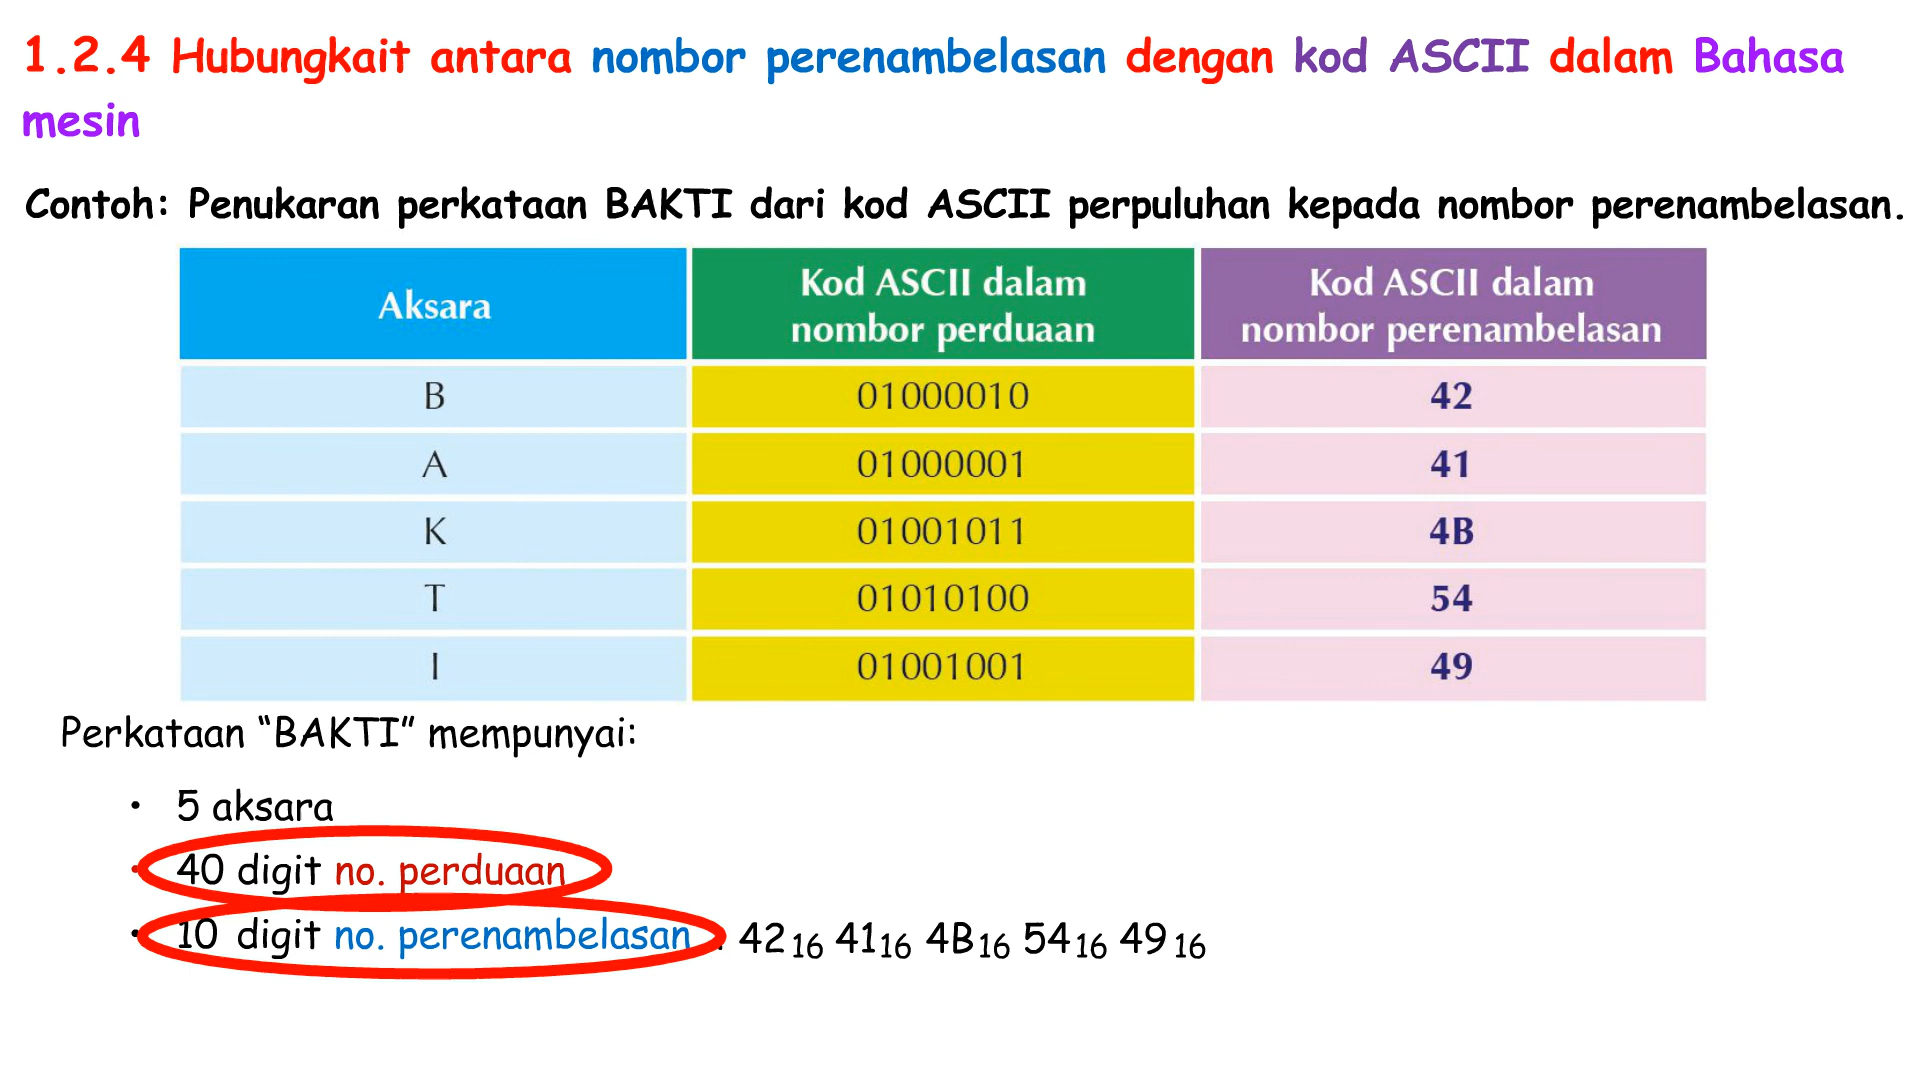 1.2.4 Hubungkait antara nombor perenambelasan dengan kod ASCII dalam Bahasa
mesin
Contoh: Penukaran perkataan BAKTI dari kod ASCII perpuluhan kepada nombor perenambelasan.
Aksara Kod ASCII dalam nombor perduaan Kod ASCII dalam nombor perenambelasan
B 01000010 42
A 01000001 41
K 01001011 4B
T 01010100 54
I 01001001 49
Perkataan “BAKTI” mempunyai:
• 5 aksara
• 40 digit no. perduaan
• 10 digit no. perenambelasan : 42₁₆ 41₁₆ 4B₁₆ 54₁₆ 49₁₆